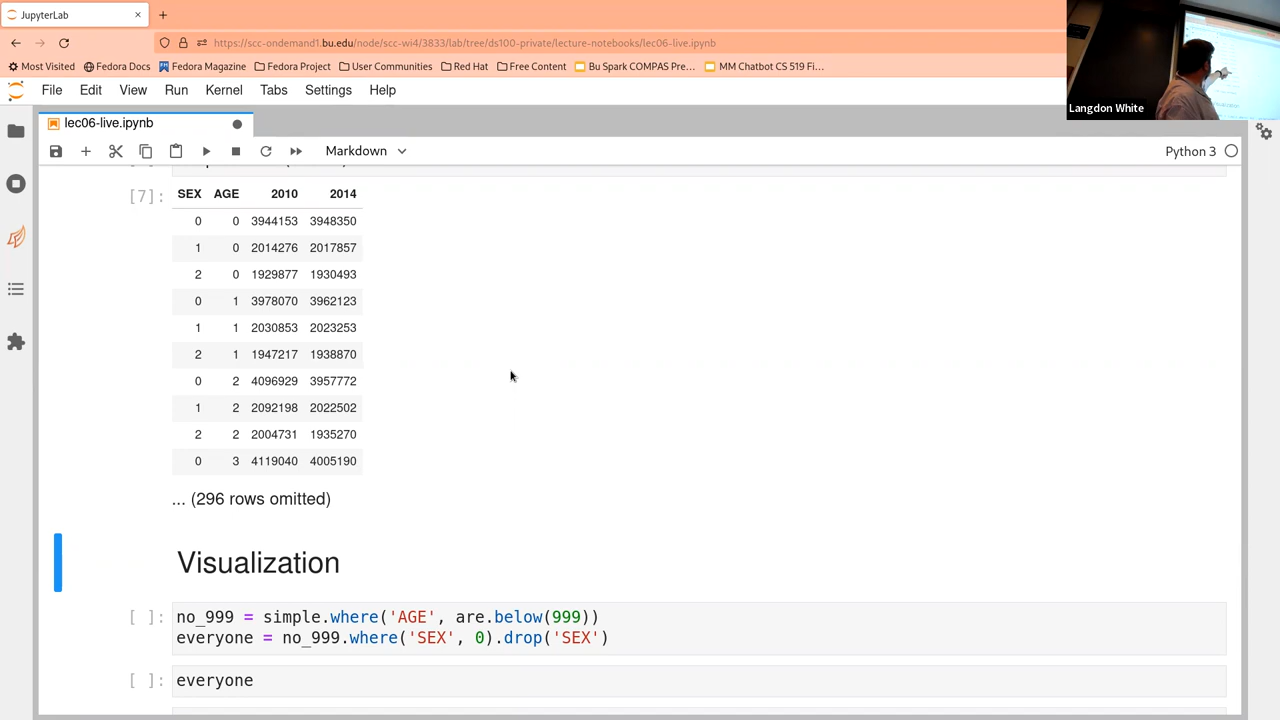 JupyterLab
https://scc-ondemand1.bu.edu/node/scc-wi4/3833/lab/tree/ds100-private/lecture-notebooks/lec06-live.ipynb
Most Visited Fedora Docs Fedora Magazine Fedora Project User Communities Red Hat Free Content Bu Spark COMPAS Pre… MM Chatbot CS 519 Fi…
Langdon White
File Edit View Run Kernel Tabs Settings Help
lec06-live.ipynb
Markdown Python 3
[7]:
SEX AGE 2010 2014
0 0 3944153 3948350
1 0 2014276 2017857
2 0 1929877 1930493
0 1 3978070 3962123
1 1 2030853 2023253
2 1 1947217 1938870
0 2 4096929 3957772
1 2 2092198 2022502
2 2 2004731 1935270
0 3 4119040 4005190
... (296 rows omitted)
Visualization
[ ]: no_999 = simple.where('AGE', are.below(999))
everyone = no_999.where('SEX', 0).drop('SEX')
[ ]: everyone